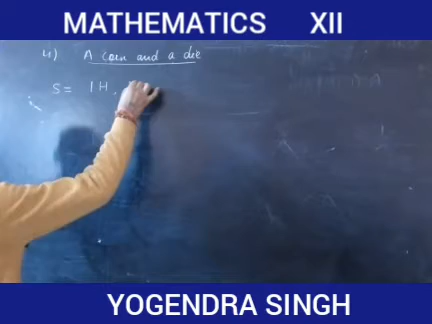 MATHEMATICS XII
4) A coin and a die
S = 1H,
YOGENDRA SINGH